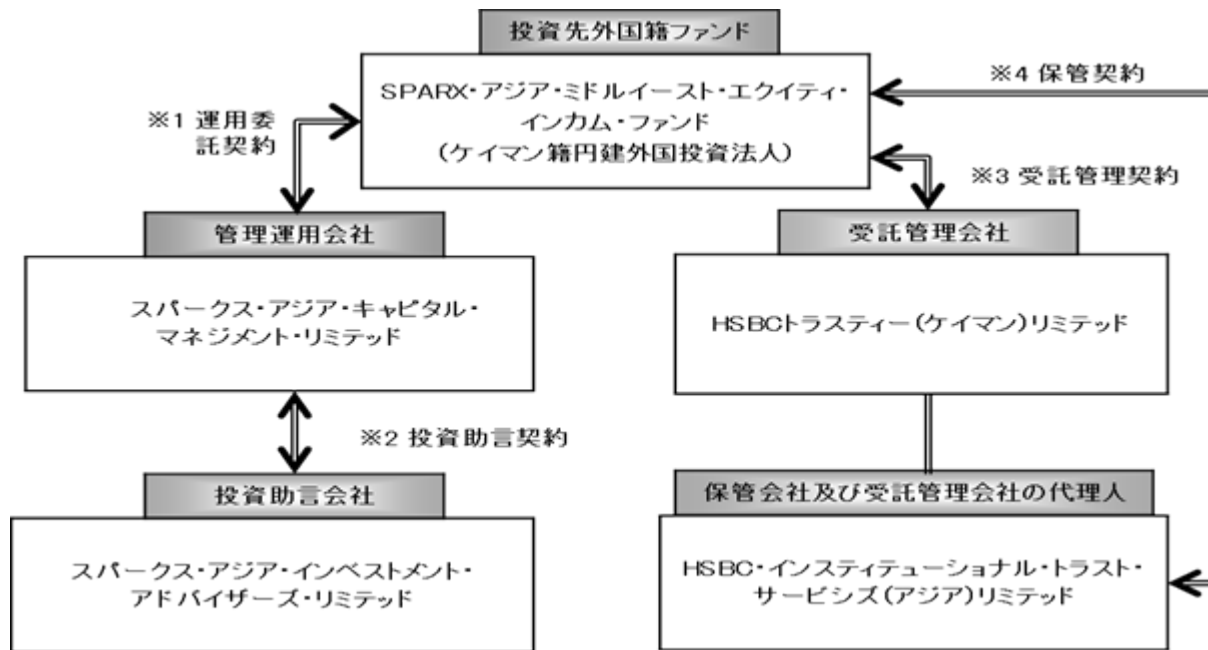 投資先外国籍ファンド
SPARX・アジア・ミドルイースト・エクイティ・
インカム・ファンド
(ケイマン籍円建外国投資法人)
※1 運用委
託契約
※4 保管契約
※3 受託管理契約
管理運用会社
スパークス・アジア・キャピタル・
マネジメント・リミテッド
受託管理会社
HSBCトラスティー(ケイマン)リミテッド
※2 投資助言契約
投資助言会社
スパークス・アジア・インベストメント・
アドバイザーズ・リミテッド
保管会社及び受託管理会社の代理人
HSBC・インスティテューショナル・トラスト・
サービシズ(アジア)リミテッド